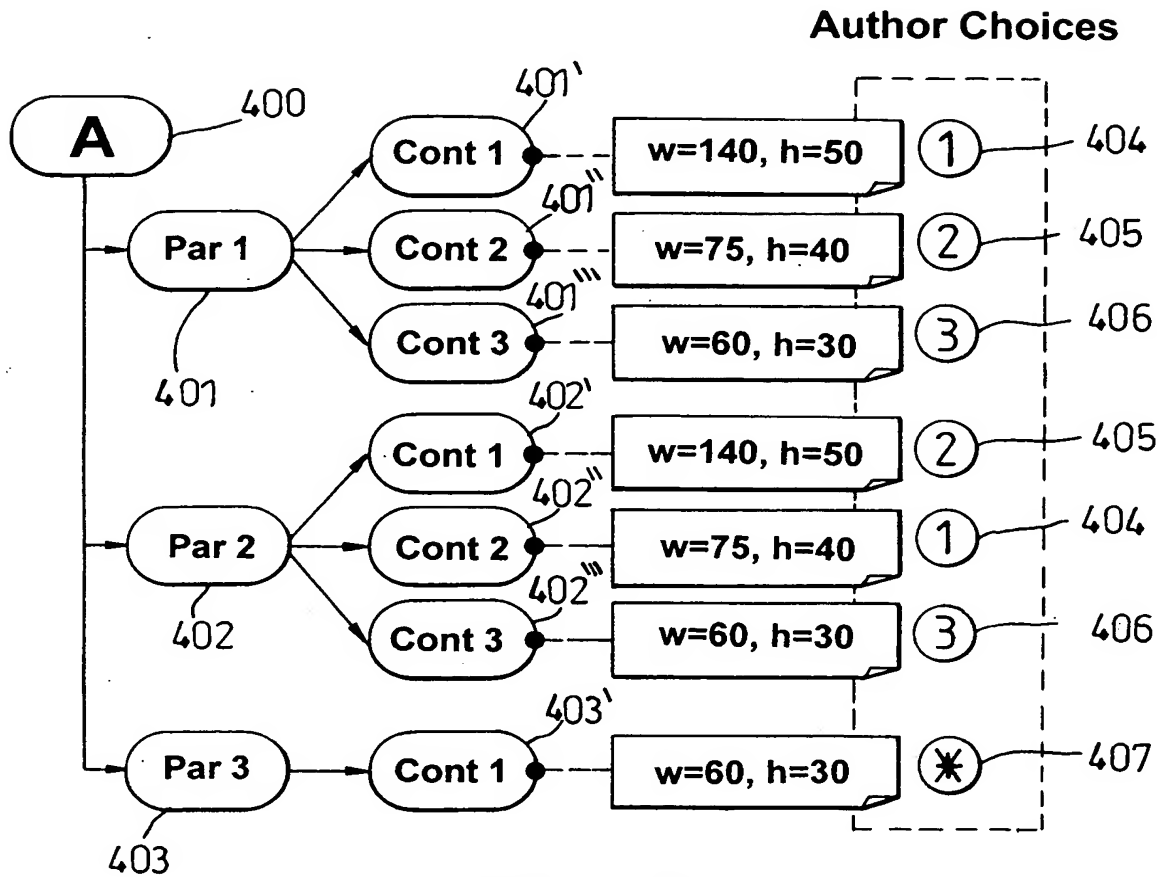 Author Choices
A
400
401'
Cont 1
w=140, h=50
1
404
Par 1
401
401''
Cont 2
w=75, h=40
2
405
401'''
Cont 3
w=60, h=30
3
406
402'
Cont 1
w=140, h=50
2
405
Par 2
402
402''
Cont 2
w=75, h=40
1
404
402'''
Cont 3
w=60, h=30
3
406
Par 3
403
403'
Cont 1
w=60, h=30
*
407